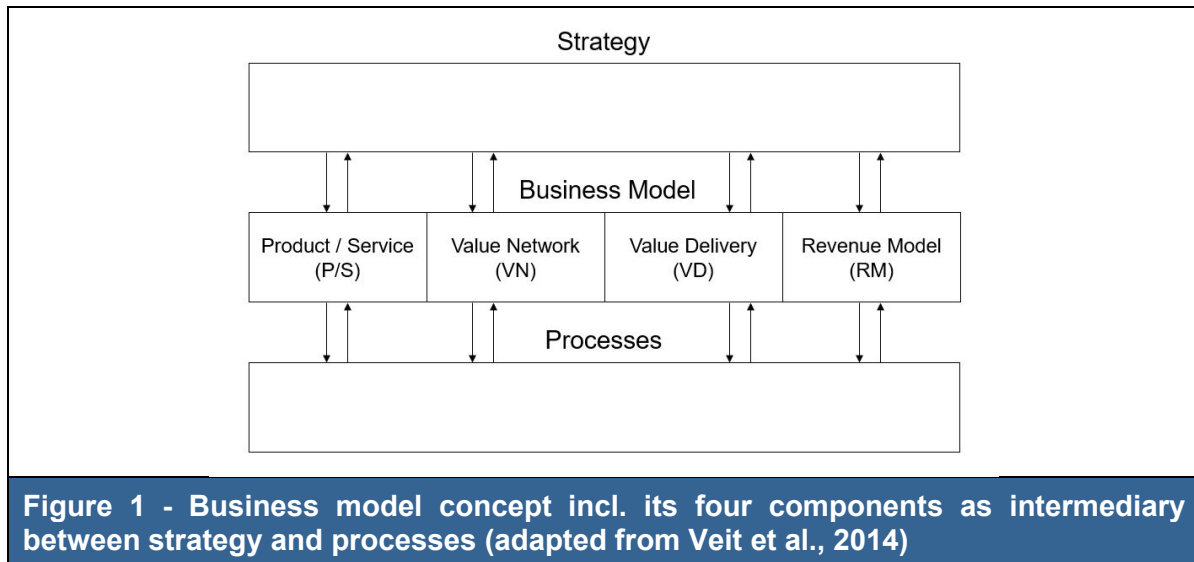 Strategy
Business Model
Product / Service
(P/S)
Value Network
(VN)
Value Delivery
(VD)
Revenue Model
(RM)
Processes
Figure 1 - Business model concept incl. its four components as intermediary
between strategy and processes (adapted from Veit et al., 2014)